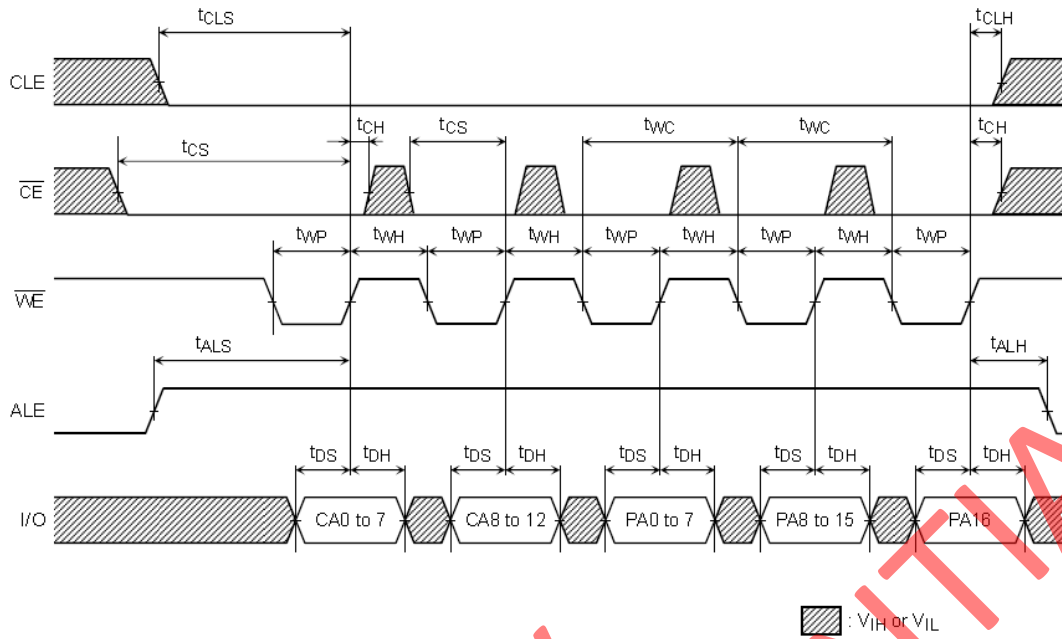 tCLS tCLH
CLE
tCH tCS tWC tWC tCH
tCS
CE
tWP tWH tWP tWH tWP tWH tWP tWH tWP
WE
tALS tALH
ALE
tDS tDH tDS tDH tDS tDH tDS tDH tDS tDH
I/O CA0 to 7 CA8 to 12 PA0 to 7 PA8 to 15 PA16
: VIH or VIL